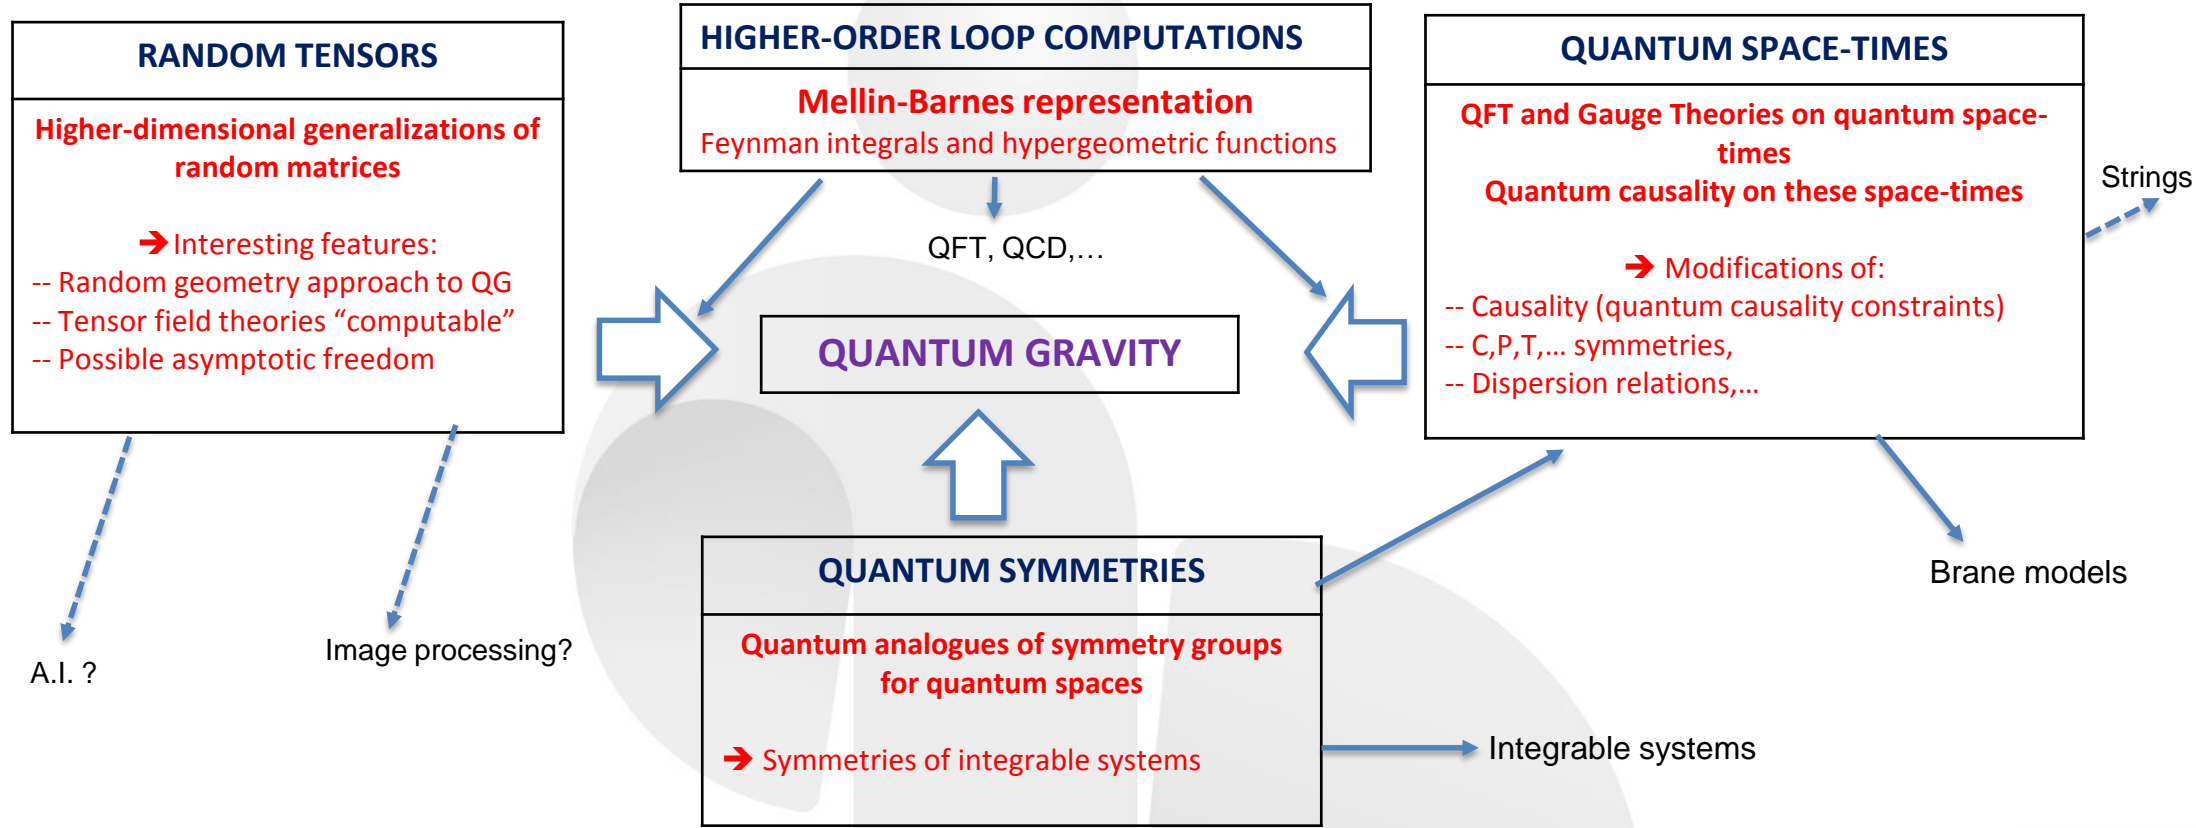 RANDOM TENSORS
Higher-dimensional generalizations of
random matrices
➔ Interesting features:
-- Random geometry approach to QG
-- Tensor field theories “computable”
-- Possible asymptotic freedom
A.I. ?
Image processing?
HIGHER-ORDER LOOP COMPUTATIONS
Mellin-Barnes representation
Feynman integrals and hypergeometric functions
QFT, QCD,…
QUANTUM GRAVITY
QUANTUM SYMMETRIES
Quantum analogues of symmetry groups
for quantum spaces
➔ Symmetries of integrable systems
Integrable systems
QUANTUM SPACE-TIMES
QFT and Gauge Theories on quantum space-
times
Quantum causality on these space-times
➔ Modifications of:
-- Causality (quantum causality constraints)
-- C,P,T,… symmetries,
-- Dispersion relations,…
Strings
Brane models